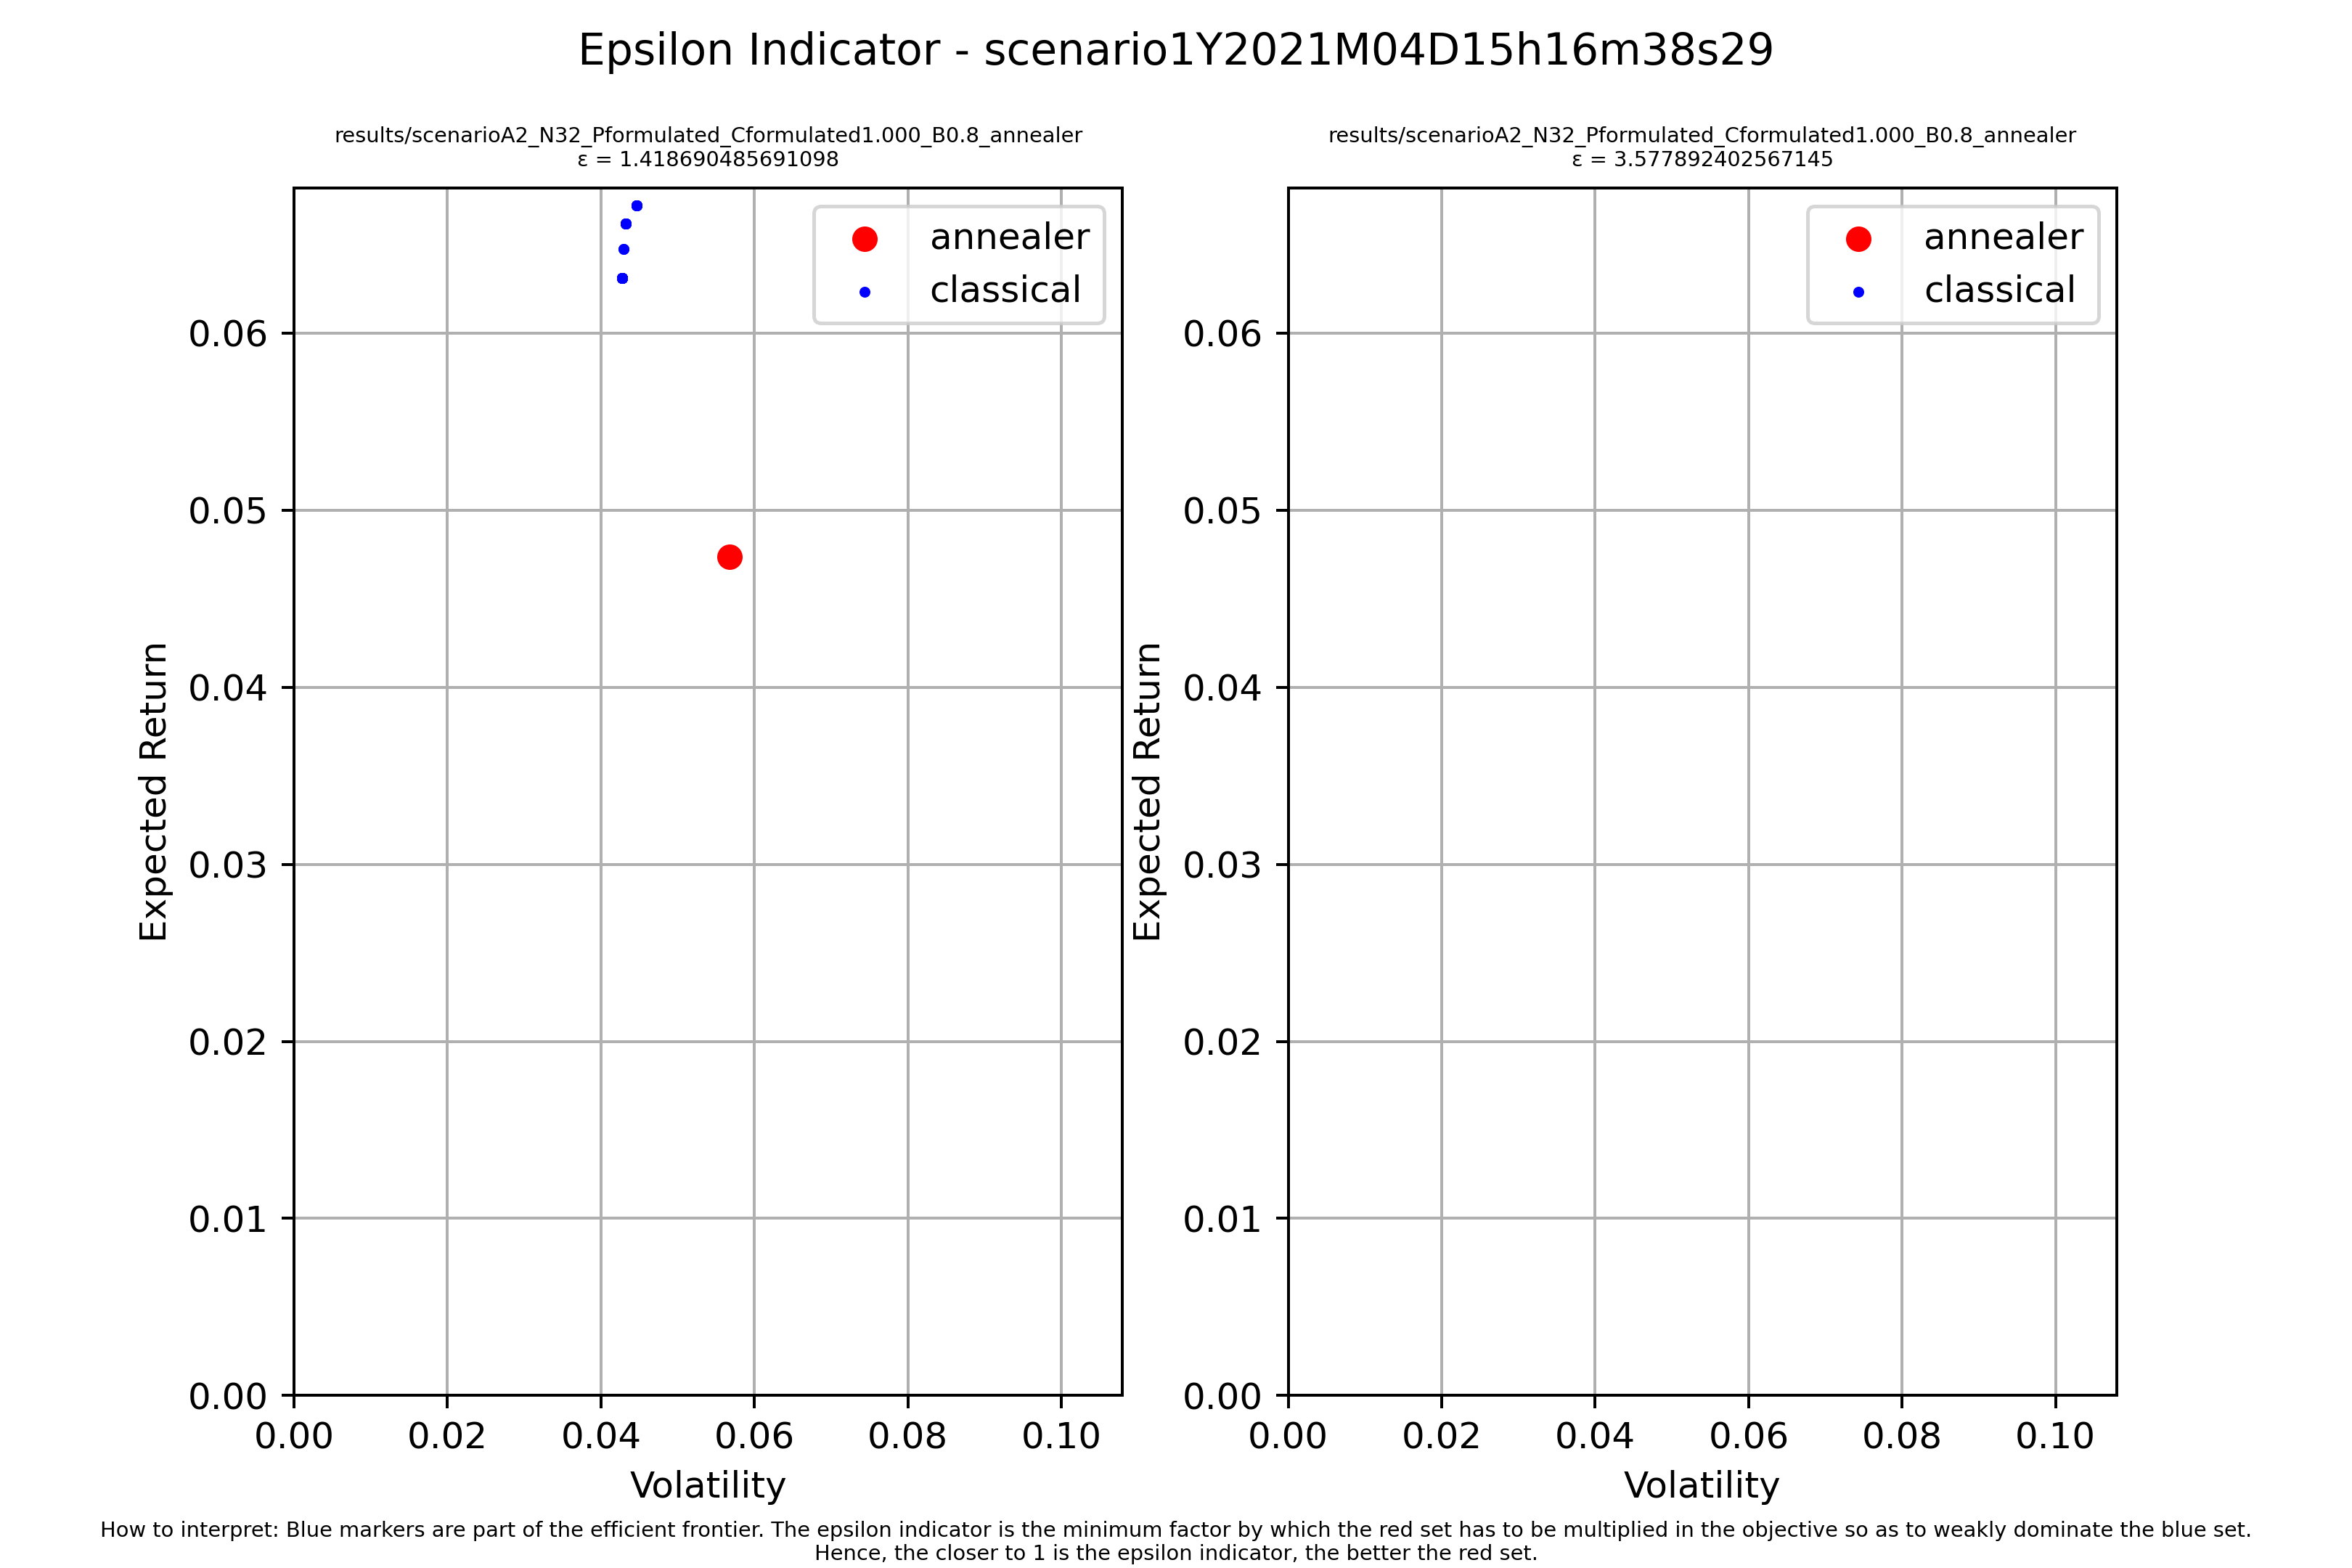 Epsilon Indicator - scenario1Y2021M04D15h16m38s29
results/scenarioA2_N32_Pformulated_Cformulated1.000_B0.8_annealer
ε = 1.418690485691098
annealer
classical
0.06
0.05
0.04
0.03
0.02
0.01
0.00
Expected Return
0.00 0.02 0.04 0.06 0.08 0.10
Volatility
results/scenarioA2_N32_Pformulated_Cformulated1.000_B0.8_annealer
ε = 3.577892402567145
annealer
classical
0.06
0.05
0.04
0.03
0.02
0.01
0.00
Expected Return
0.00 0.02 0.04 0.06 0.08 0.10
Volatility
How to interpret: Blue markers are part of the efficient frontier. The epsilon indicator is the minimum factor by which the red set has to be multiplied in the objective so as to weakly dominate the blue set.
Hence, the closer to 1 is the epsilon indicator, the better the red set.